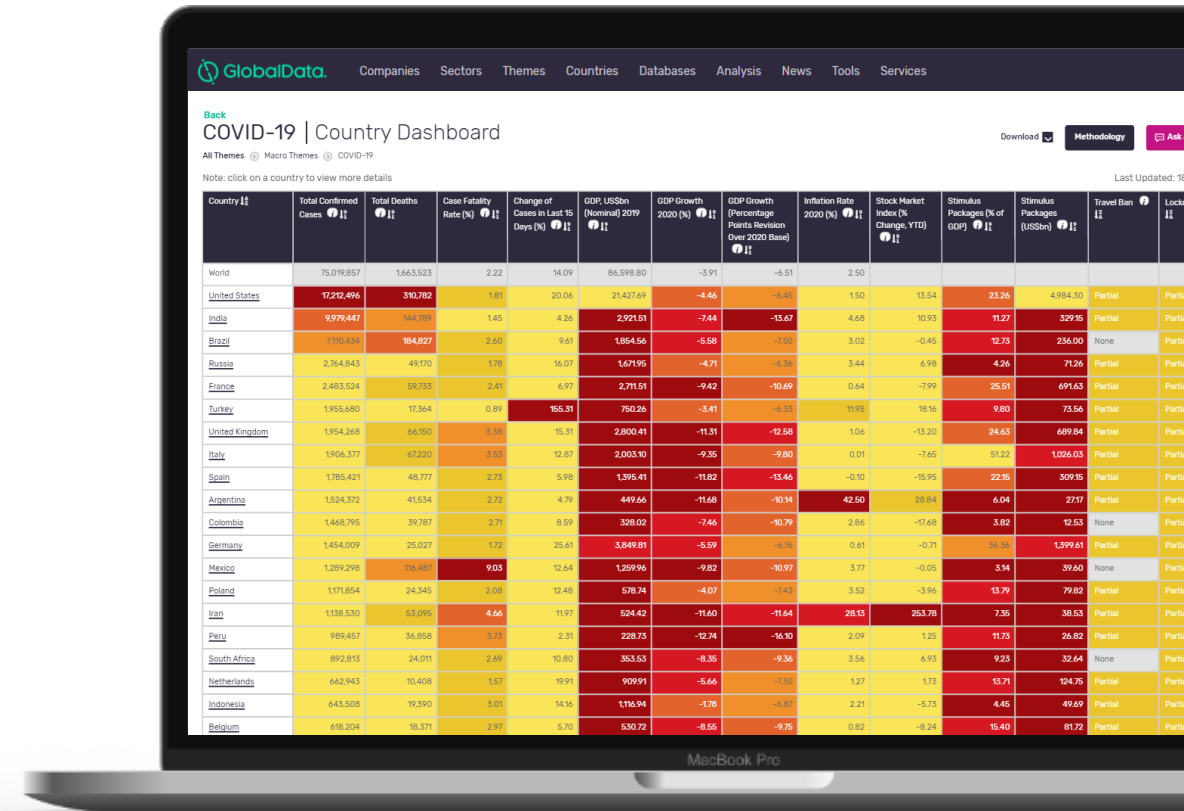 GlobalData. Companies Sectors Themes Countries Databases Analysis News Tools Services
Back
COVID-19 | Country Dashboard
Download Methodology Ask
All Themes Macro Themes COVID-19
Note: click on a country to view more details
Last Updated: 18
Country Total Confirmed Cases Total Deaths Case Fatality Rate (%) Change of Cases in Last 15 Days (%) GDP, US$bn (Nominal) 2019 GDP Growth 2020 (%) GDP Growth (Percentage Points Revision Over 2020 Base) Inflation Rate 2020 (%) Stock Market Index (% Change, YTD) Stimulus Packages (% of GDP) Stimulus Packages (US$bn) Travel Ban
World 75,019,857 1,663,523 2.22 14.09 86,598.80 -3.91 -6.51 2.50
United States 17,212,496 310,782 1.81 20.06 21,427.69 -4.46 -6.45 1.50 13.54 23.26 4,984.30 Partial
India 9,979,447 144,789 1.45 4.26 2,921.51 -7.44 -13.67 4.68 10.93 11.27 329.15 Partial
Brazil 7,110,434 184,827 2.60 9.61 1,854.56 -5.58 -7.50 3.02 -0.45 12.73 236.00 None
Russia 2,764,843 49,170 1.78 16.07 1,671.95 -4.71 -6.36 3.44 6.98 4.26 71.26 Partial
France 2,483,524 59,733 2.41 6.97 2,711.51 -9.42 -10.69 0.64 -7.99 25.51 691.63 Partial
Turkey 1,955,680 17,364 0.89 155.31 750.26 -3.41 -6.33 11.95 18.16 9.80 73.56 Partial
United Kingdom 1,954,268 66,150 3.38 15.31 2,800.41 -11.31 -12.58 1.06 -13.20 24.63 689.84 Partial
Italy 1,906,377 67,220 3.53 12.87 2,003.10 -9.35 -9.80 0.01 -7.65 51.22 1,026.03 Partial
Spain 1,785,421 48,777 2.73 5.98 1,395.41 -11.82 -13.46 -0.10 -15.95 22.15 309.15 Partial
Argentina 1,524,372 41,534 2.72 4.79 449.66 -11.68 -10.14 42.50 28.84 6.04 27.17 Partial
Colombia 1,468,795 39,787 2.71 8.59 328.02 -7.46 -10.79 2.86 -17.68 3.82 12.53 None
Germany 1,454,009 25,027 1.72 25.61 3,849.81 -5.59 -6.76 0.61 -0.71 36.36 1,399.61 Partial
Mexico 1,289,298 116,487 9.03 12.64 1,259.96 -9.82 -10.97 3.77 -0.05 3.14 39.60 None
Poland 1,171,854 24,345 2.08 12.48 578.74 -4.07 -7.43 3.52 -3.96 13.79 79.82 Partial
Iran 1,138,530 53,095 4.66 11.97 524.42 -11.60 -11.64 28.13 253.78 7.35 38.53 Partial
Peru 989,457 36,858 3.73 2.31 228.73 -12.74 -16.10 2.09 1.25 11.73 26.82 Partial
South Africa 892,813 24,011 2.69 10.80 353.53 -8.35 -9.36 3.56 6.93 9.23 32.64 None
Netherlands 662,943 10,408 1.57 19.91 909.91 -5.66 -7.30 1.27 1.73 13.71 124.75 Partial
Indonesia 643,508 19,390 3.01 14.16 1,116.94 -1.78 -6.87 2.21 -5.73 4.45 49.69 Partial
Belgium 618,204 18,371 2.97 5.70 530.72 -8.55 -9.75 0.82 -8.24 15.40 81.72 Partial
MacBook Pro